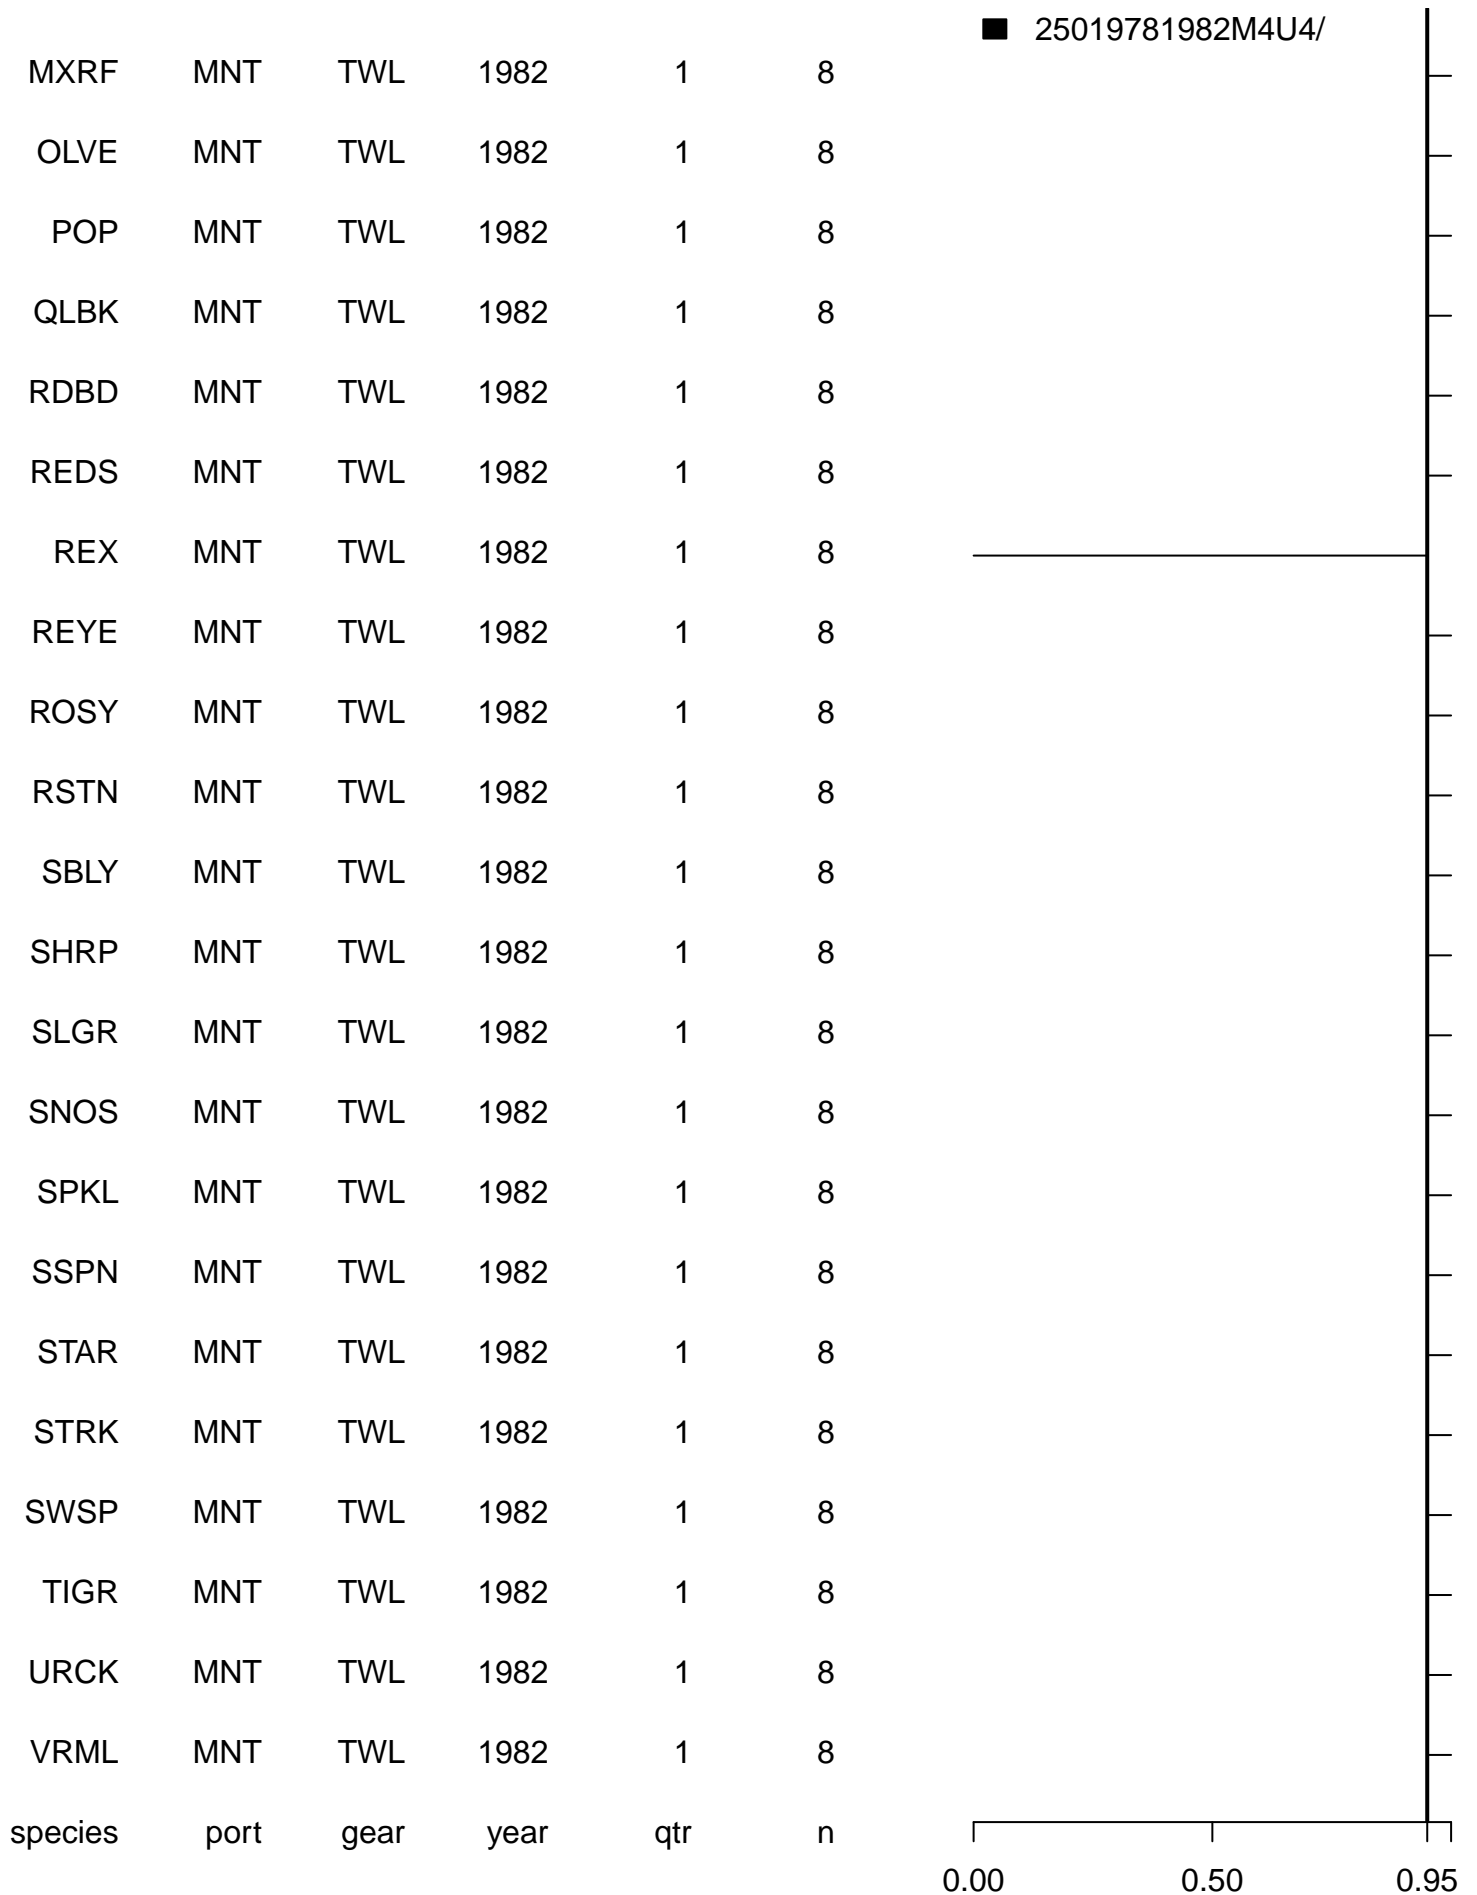 25019781982M4U4/
MXRF MNT TWL 1982 1 8
OLVE MNT TWL 1982 1 8
POP MNT TWL 1982 1 8
QLBK MNT TWL 1982 1 8
RDBD MNT TWL 1982 1 8
REDS MNT TWL 1982 1 8
REX MNT TWL 1982 1 8
REYE MNT TWL 1982 1 8
ROSY MNT TWL 1982 1 8
RSTN MNT TWL 1982 1 8
SBLY MNT TWL 1982 1 8
SHRP MNT TWL 1982 1 8
SLGR MNT TWL 1982 1 8
SNOS MNT TWL 1982 1 8
SPKL MNT TWL 1982 1 8
SSPN MNT TWL 1982 1 8
STAR MNT TWL 1982 1 8
STRK MNT TWL 1982 1 8
SWSP MNT TWL 1982 1 8
TIGR MNT TWL 1982 1 8
URCK MNT TWL 1982 1 8
VRML MNT TWL 1982 1 8
species port gear year qtr n
0.00 0.50 0.95